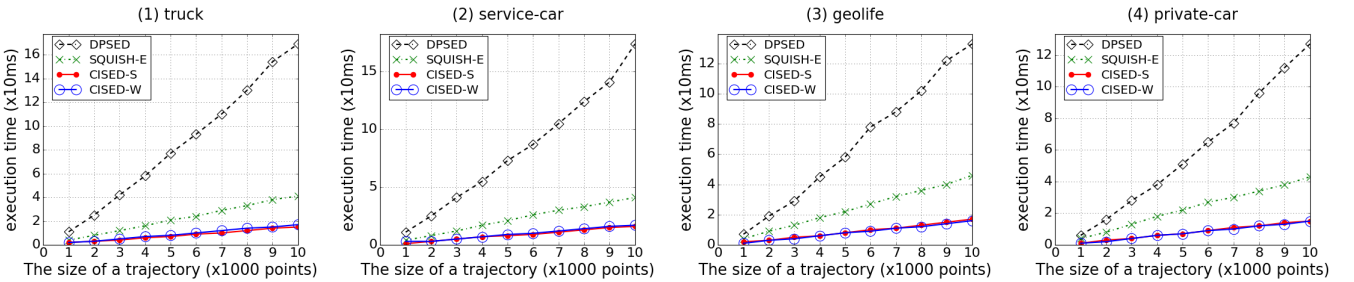 (1) truck
execution time (x10ms)
16
14
12
10
8
6
4
2
0
DPSED
SQUISH-E
CISED-S
CISED-W
0 1 2 3 4 5 6 7 8 9 10
The size of a trajectory (x1000 points)
(2) service-car
execution time (x10ms)
15
10
5
0
DPSED
SQUISH-E
CISED-S
CISED-W
0 1 2 3 4 5 6 7 8 9 10
The size of a trajectory (x1000 points)
(3) geolife
execution time (x10ms)
12
10
8
6
4
2
0
DPSED
SQUISH-E
CISED-S
CISED-W
0 1 2 3 4 5 6 7 8 9 10
The size of a trajectory (x1000 points)
(4) private-car
execution time (x10ms)
12
10
8
6
4
2
0
DPSED
SQUISH-E
CISED-S
CISED-W
0 1 2 3 4 5 6 7 8 9 10
The size of a trajectory (x1000 points)